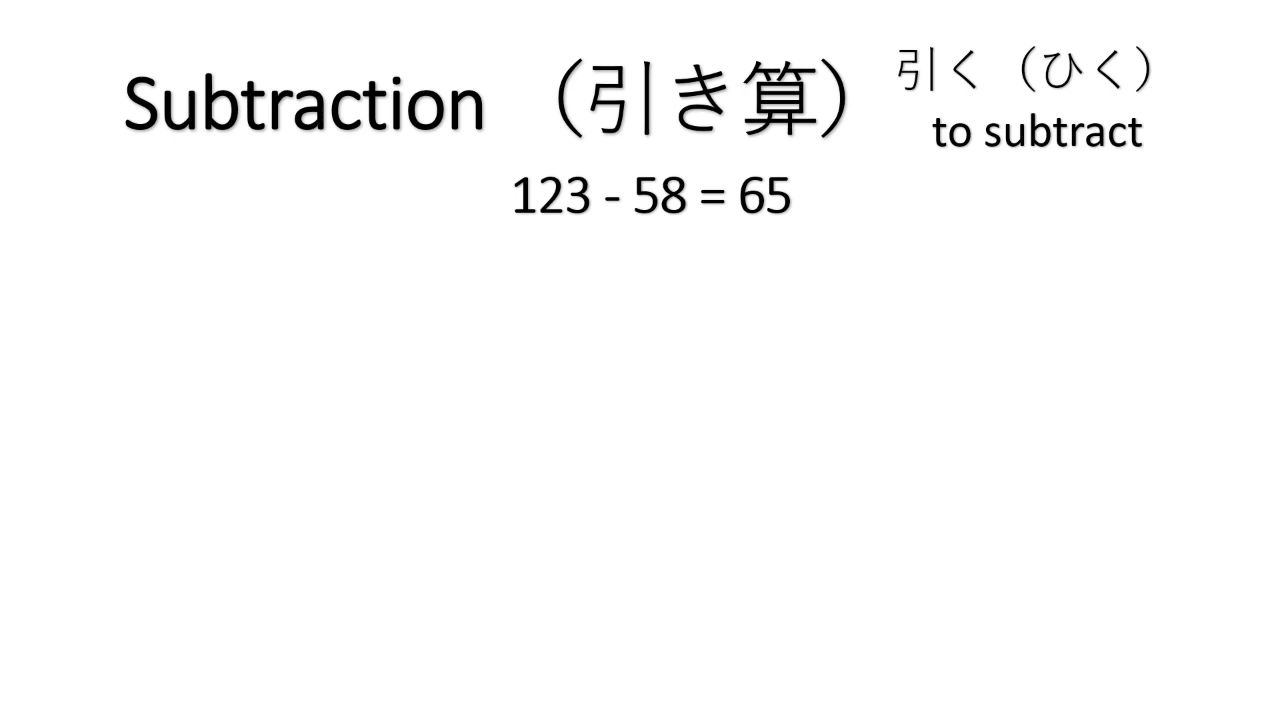 Subtraction （引き算）
引く（ひく）
to subtract
123 - 58 = 65